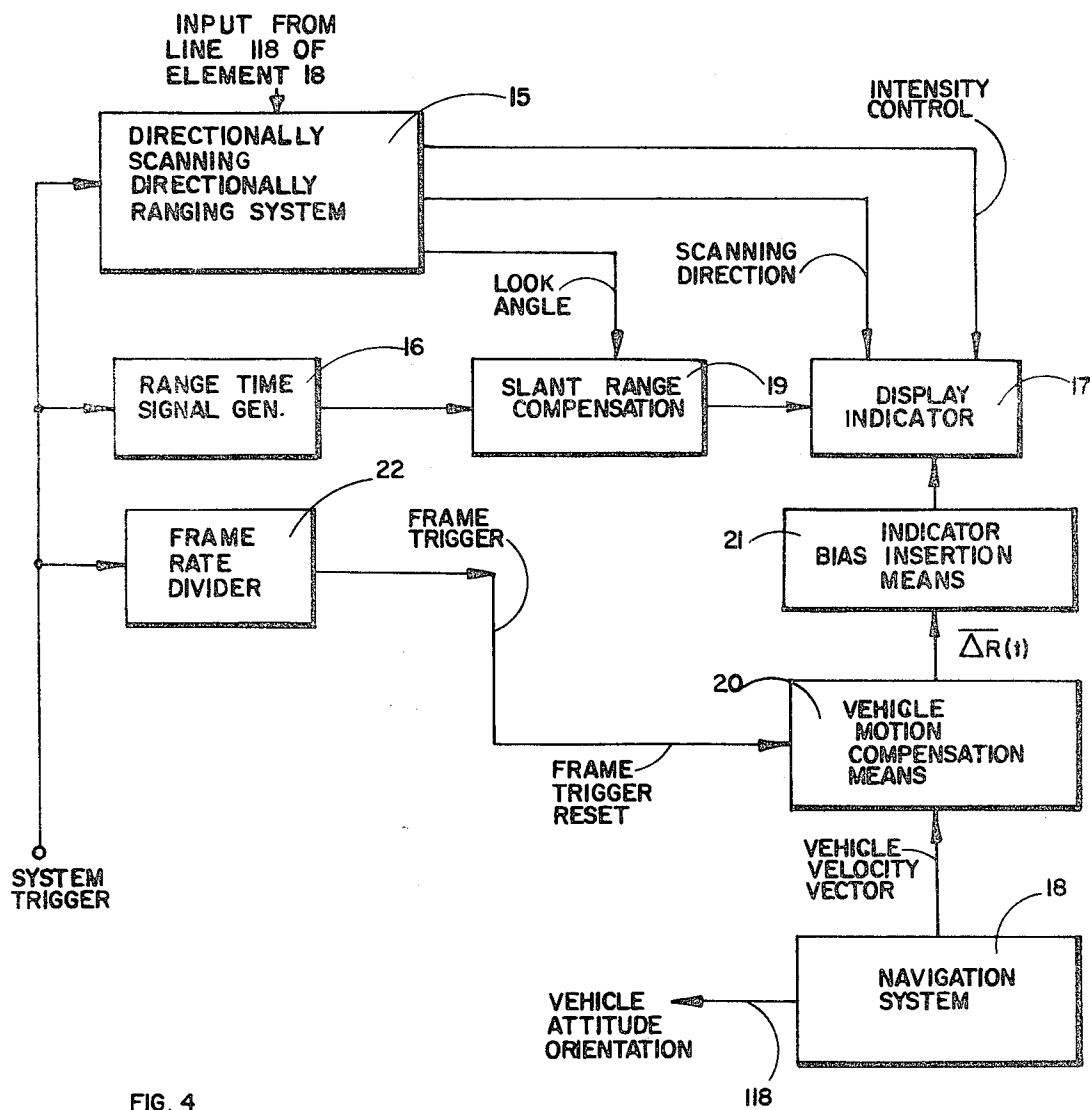 INPUT FROM
LINE 118 OF
ELEMENT 18
15
DIRECTIONALLY
SCANNING
DIRECTIONALLY
RANGING SYSTEM
INTENSITY
CONTROL
SCANNING
DIRECTION
LOOK
ANGLE
16
RANGE TIME
SIGNAL GEN.
SLANT RANGE
COMPENSATION
19
DISPLAY
INDICATOR
17
22
FRAME
RATE
DIVIDER
FRAME
TRIGGER
21
INDICATOR
BIAS INSERTION
MEANS
ΔR(t)
20
VEHICLE
MOTION
COMPENSATION
MEANS
FRAME
TRIGGER
RESET
SYSTEM
TRIGGER
VEHICLE
VELOCITY
VECTOR
18
NAVIGATION
SYSTEM
VEHICLE
ATTITUDE
ORIENTATION
118
FIG. 4